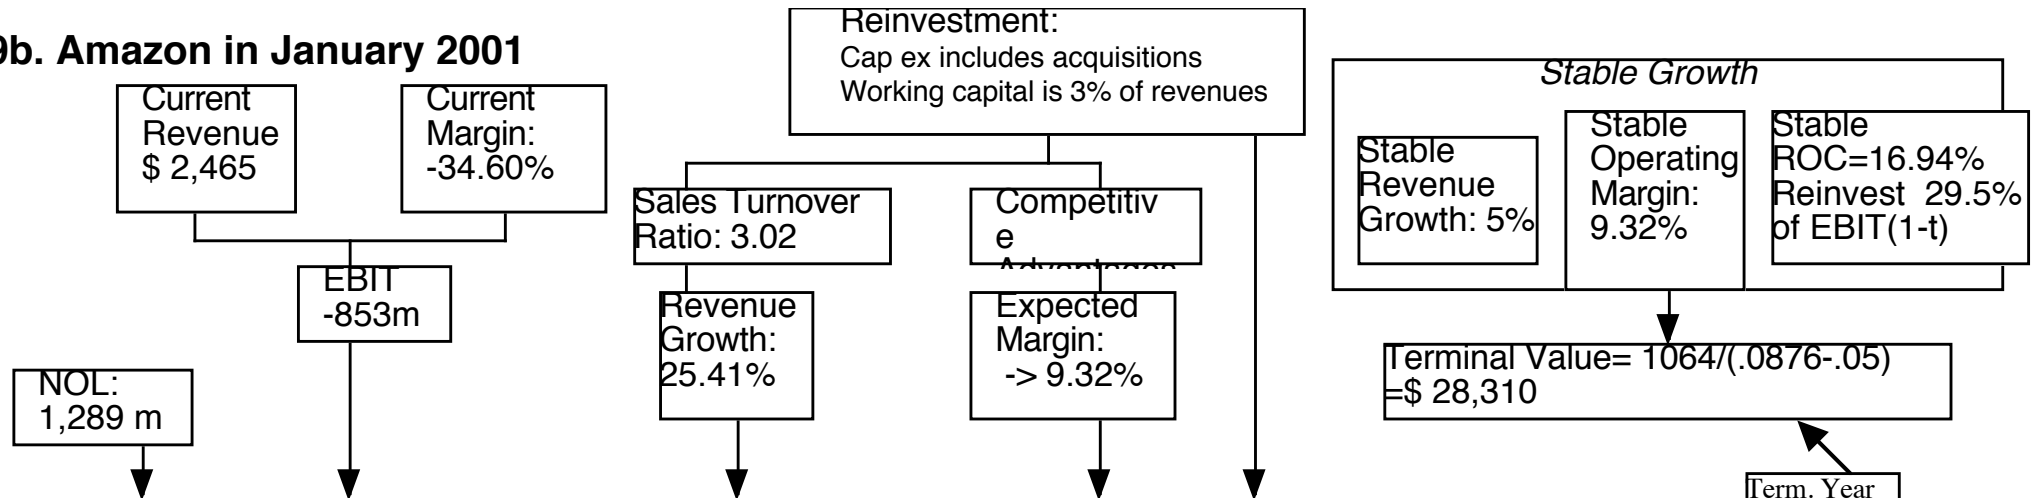 9b. Amazon in January 2001
Reinvestment:
Cap ex includes acquisitions
Working capital is 3% of revenues
Current
Revenue
$ 2,465
Current
Margin:
-34.60%
EBIT
-853m
NOL:
1,289 m
Sales Turnover
Ratio: 3.02
Competitiv
e
Advantages
Revenue
Growth:
25.41%
Expected
Margin:
-> 9.32%
Stable Growth
Stable
Revenue
Growth: 5%
Stable
Operating
Margin:
9.32%
Stable
ROC=16.94%
Reinvest 29.5%
of EBIT(1-t)
Terminal Value= 1064/(.0876-.05)
=$ 28,310
Term. Year